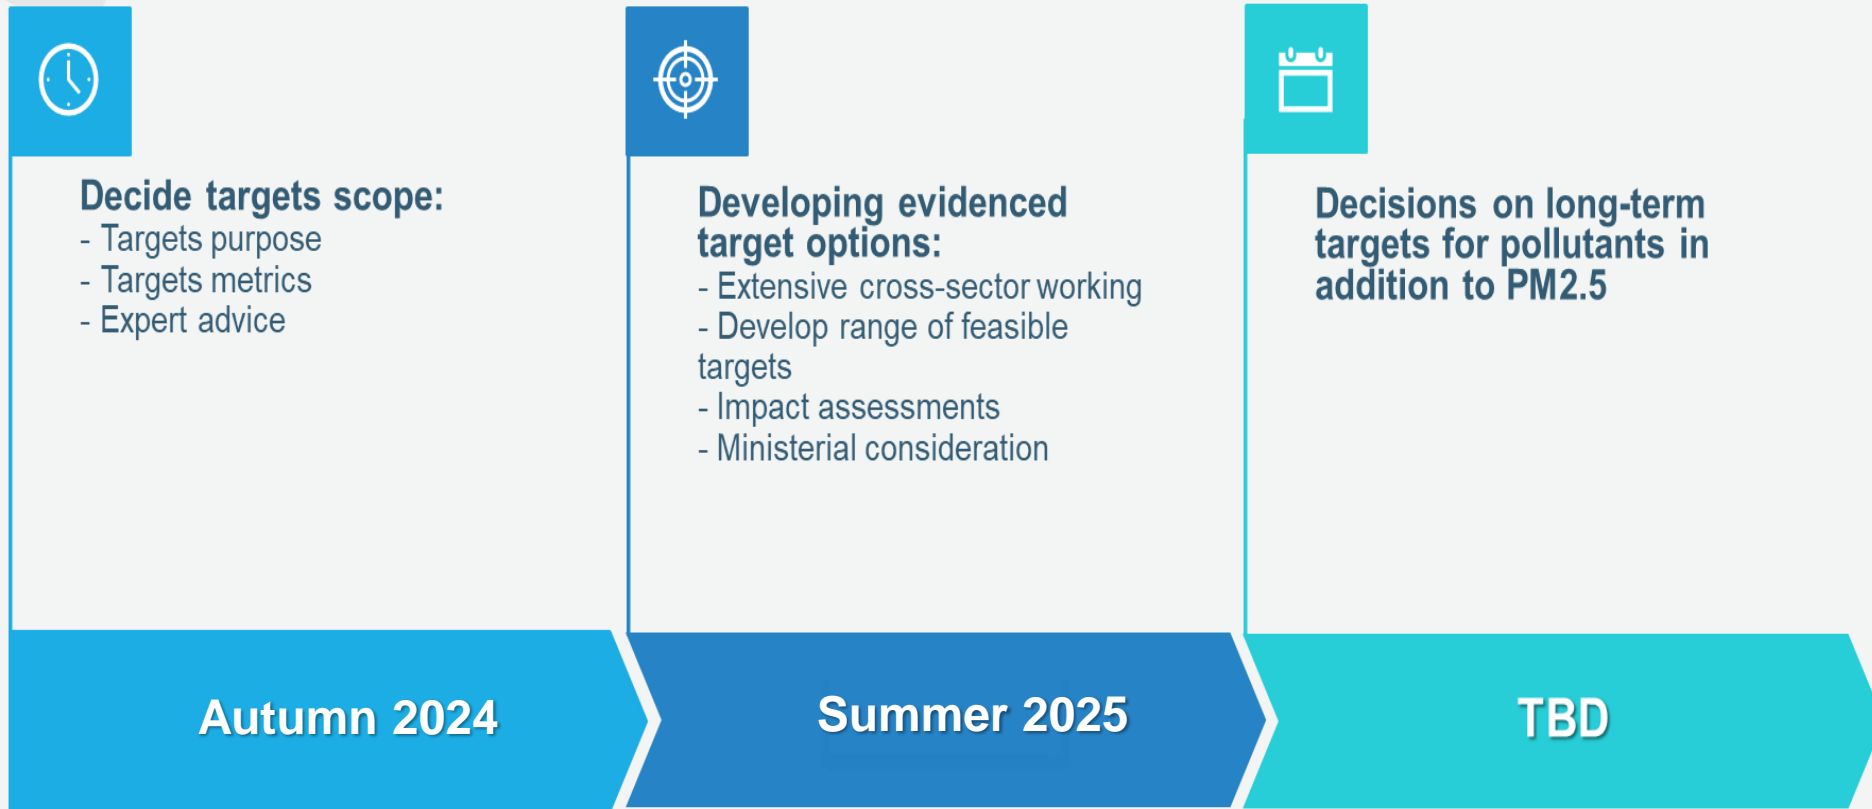 Decide targets scope:
- Targets purpose
- Targets metrics
- Expert advice
Autumn 2024
Developing evidenced
target options:
- Extensive cross-sector working
- Develop range of feasible
targets
- Impact assessments
- Ministerial consideration
Summer 2025
Decisions on long-term
targets for pollutants in
addition to PM2.5
TBD